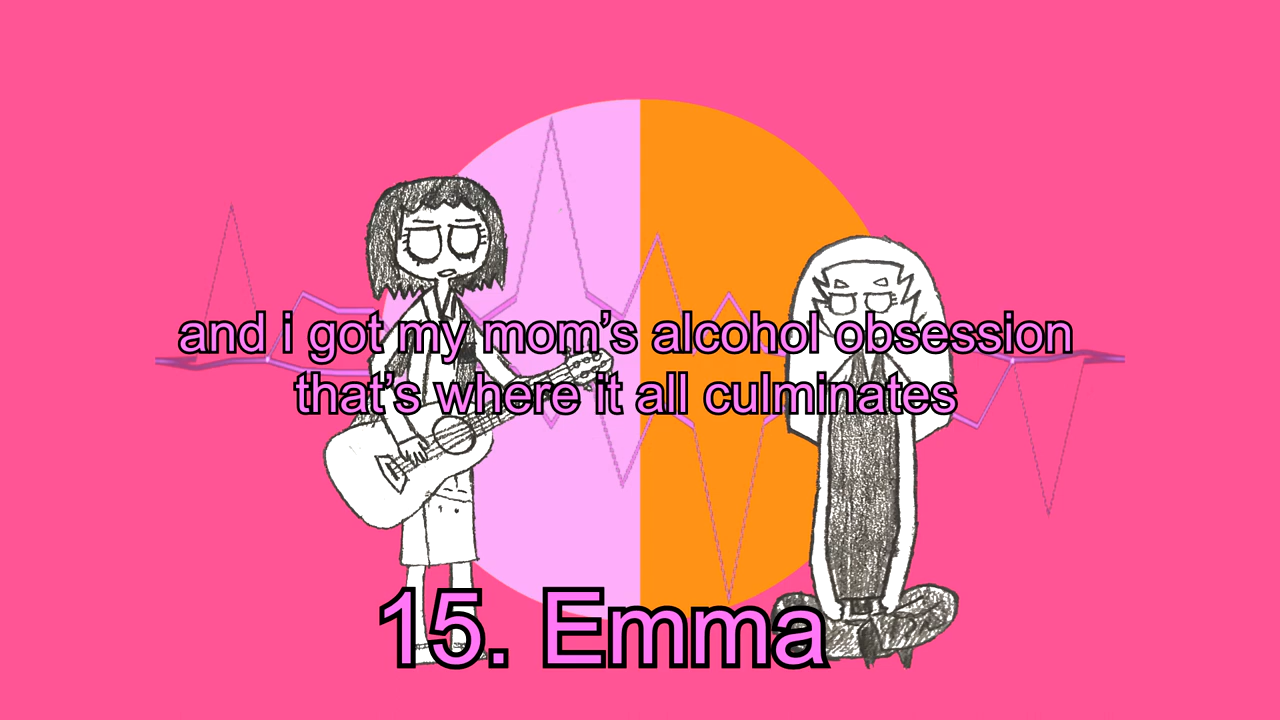 and i got my mom’s alcohol obsession
that’s where it all culminates
15. Emma